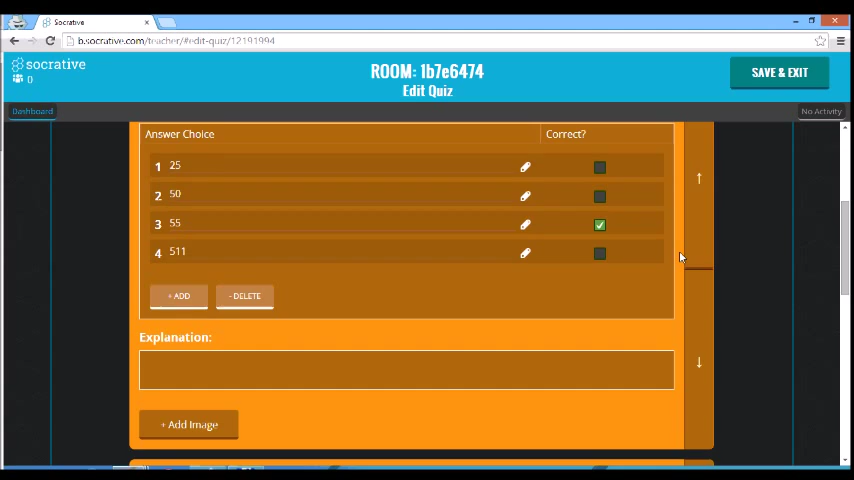 Socrative
b.socrative.com/teacher/#edit-quiz/12191994
socrative
0
ROOM: 1b7e6474
Edit Quiz
SAVE & EXIT
Dashboard
No Activity
Answer Choice
Correct?
1 25
2 50
3 55
4 511
+ ADD
- DELETE
Explanation:
+ Add Image